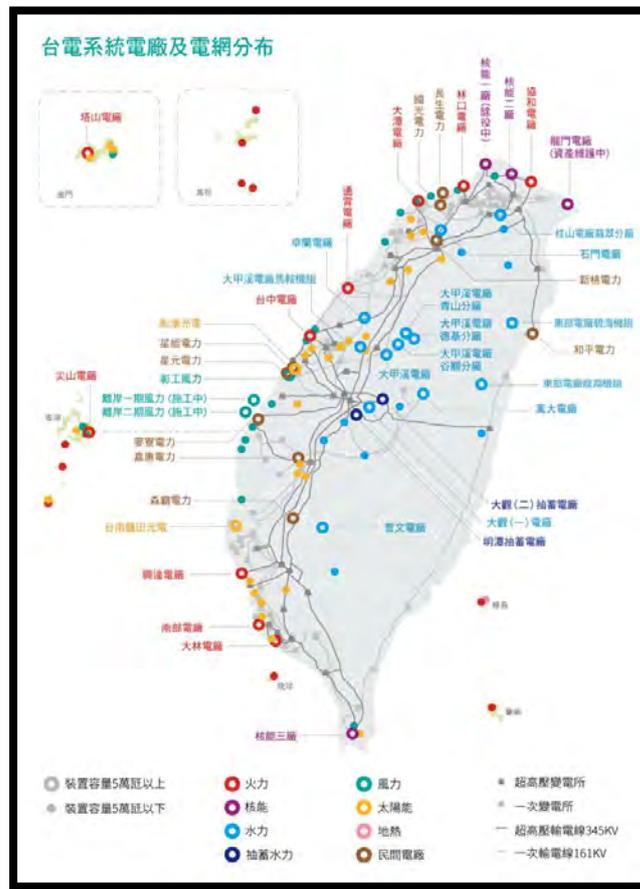 台電系統電廠及電網分布
塔山電廠
金門
馬祖
大潭電廠
國光電力
長生電力
林口電廠
核能一廠(除役中)
核能二廠
協和電廠
龍門電廠
(資產維護中)
通霄電廠
桂山電廠翡翠分廠
石門電廠
新桃電力
卓蘭電廠
大甲溪電廠馬鞍機組
台中電廠
大甲溪電廠
青山分廠
大甲溪電廠
德基分廠
大甲溪電廠
谷關分廠
大甲溪電廠
東部電廠碧海機組
和平電力
彰濱光電
星能電力
星元電力
彰工風力
尖山電廠
澎湖
離岸一期風力(施工中)
離岸二期風力(施工中)
麥寮電力
嘉惠電力
萬大電廠
森霸電力
台南鹽田光電
曾文電廠
大觀(二)抽蓄電廠
大觀(一)電廠
明潭抽蓄電廠
興達電廠
南部電廠
大林電廠
琉球
綠島
蘭嶼
核能三廠
裝置容量5萬瓩以上
裝置容量5萬瓩以下
火力
核能
水力
抽蓄水力
風力
太陽能
地熱
民間電廠
超高壓變電所
一次變電所
超高壓輸電線345KV
一次輸電線161KV